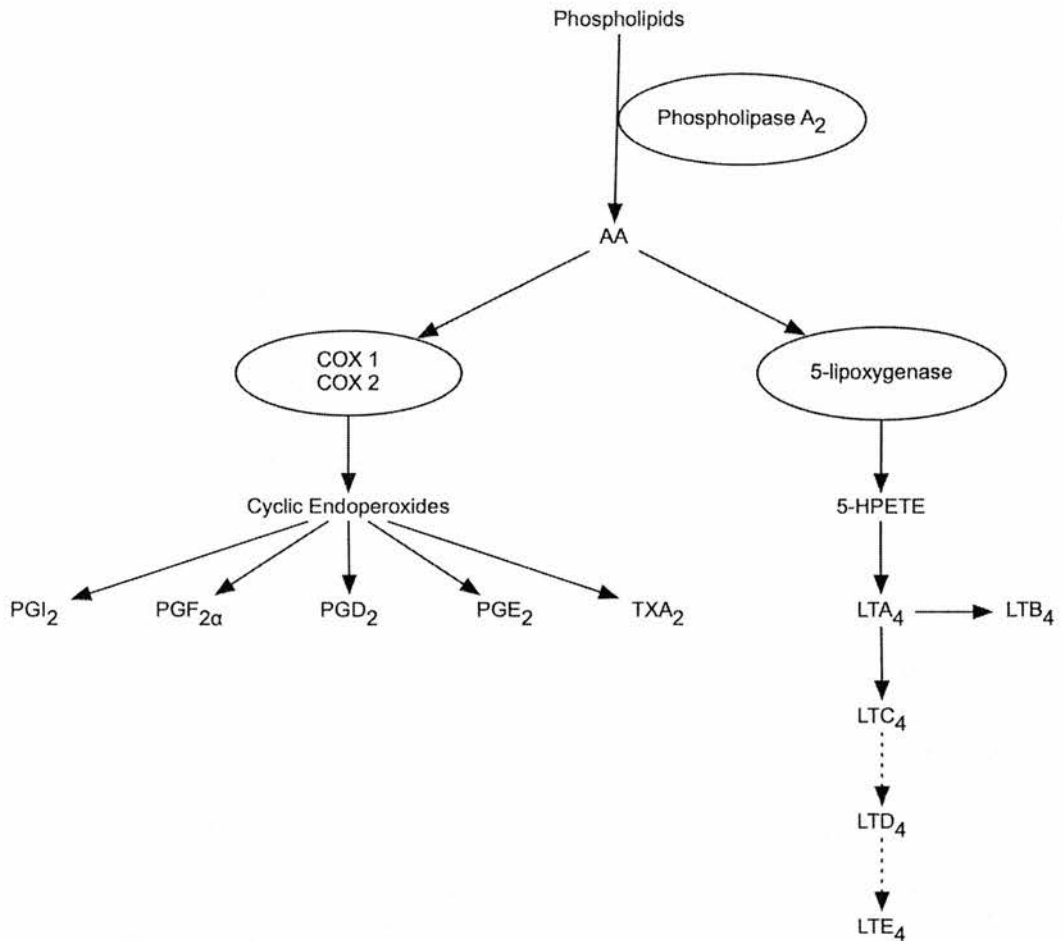 Phospholipids
Phospholipase A2
AA
COX 1
COX 2
5-lipoxygenase
Cyclic Endoperoxides
5-HPETE
PGI2
PGF2α
PGD2
PGE2
TXA2
LTA4
LTB4
LTC4
LTD4
LTE4